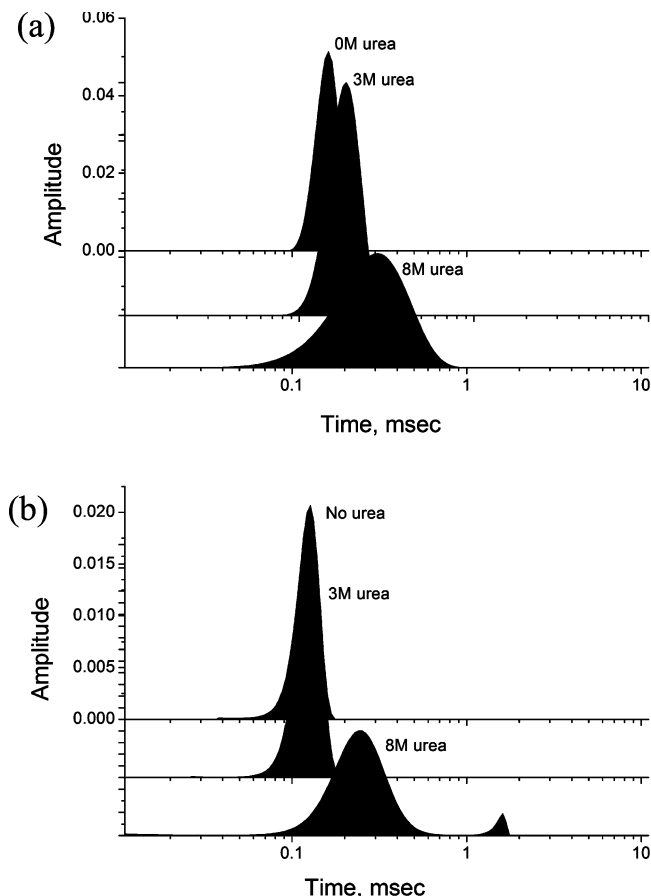 (a)
0.06
0M urea
3M urea
0.04
Amplitude
0.02
0.00
8M urea
0.1 1 10
Time, msec
(b)
0.020
No urea
0.015
3M urea
0.010
Amplitude
0.005
0.000
8M urea
0.1 1 10
Time, msec